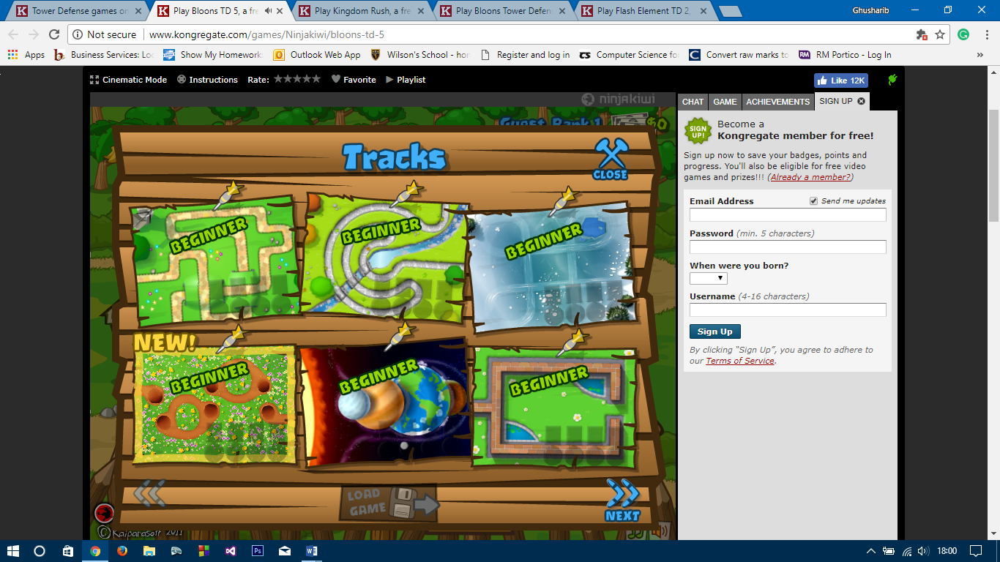 Tower Defense games on
Play Bloons TD 5, a fre
Play Kingdom Rush, a fre
Play Bloons Tower Defen
Play Flash Element TD 2,
Ghusharib
Not secure www.kongregate.com/games/Ninjakiwi/bloons-td-5
Apps
Business Services: Loc
Show My Homework
Outlook Web App
Wilson's School - hom
Register and log in
Computer Science for
Convert raw marks to
RM Portico - Log In
»
Cinematic Mode Instructions Rate: Favorite Playlist
Like 12K
ninjakiwi
Guest Rank 1 $0
CHAT GAME ACHIEVEMENTS SIGN UP
Tracks
CLOSE
BEGINNER
BEGINNER
BEGINNER
NEW!
BEGINNER
BEGINNER
BEGINNER
LOAD
GAME
NEXT
© Kaiparasoft 2011
SIGN
UP!
Become a
Kongregate member for free!
Sign up now to save your badges, points and
progress. You'll also be eligible for free video
games and prizes!!! (Already a member?)
Email Address Send me updates
Password (min. 5 characters)
When were you born?
Username (4-16 characters)
Sign Up
By clicking “Sign Up”, you agree to adhere to
our Terms of Service.
18:00